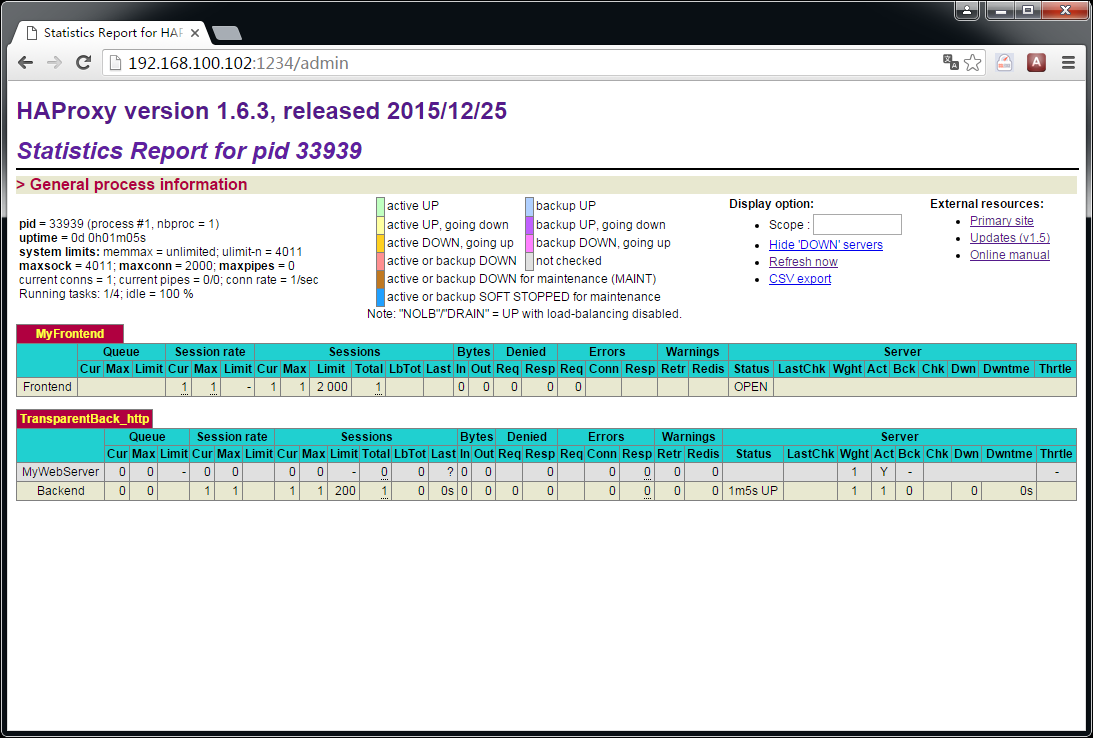 Statistics Report for HAP
192.168.100.102:1234/admin
A
HAProxy version 1.6.3, released 2015/12/25
Statistics Report for pid 33939
> General process information
pid = 33939 (process #1, nbproc = 1)
uptime = 0d 0h01m05s
system limits: memmax = unlimited; ulimit-n = 4011
maxsock = 4011; maxconn = 2000; maxpipes = 0
current conns = 1; current pipes = 0/0; conn rate = 1/sec
Running tasks: 1/4; idle = 100 %
active UP backup UP
active UP, going down backup UP, going down
active DOWN, going up backup DOWN, going up
active or backup DOWN not checked
active or backup DOWN for maintenance (MAINT)
active or backup SOFT STOPPED for maintenance
Note: "NOLB"/"DRAIN" = UP with load-balancing disabled.
Display option:
Scope :
Hide 'DOWN' servers
Refresh now
CSV export
External resources:
Primary site
Updates (v1.5)
Online manual
MyFrontend
Queue Session rate Sessions Bytes Denied Errors Warnings Server
Cur Max Limit Cur Max Limit Cur Max Limit Total LbTot Last In Out Req Resp Req Conn Resp Retr Redis Status LastChk Wght Act Bck Chk Dwn Dwntme Thrtle
Frontend 1 1 - 1 1 2 000 1 0 0 0 0 0 OPEN
TransparentBack_http
Queue Session rate Sessions Bytes Denied Errors Warnings Server
Cur Max Limit Cur Max Limit Cur Max Limit Total LbTot Last In Out Req Resp Req Conn Resp Retr Redis Status LastChk Wght Act Bck Chk Dwn Dwntme Thrtle
MyWebServer 0 0 - 0 0 0 0 - 0 0 ? 0 0 0 0 0 0 0 1 Y - -
Backend 0 0 1 1 1 1 200 1 0 0s 0 0 0 0 0 0 0 0 1m5s UP 1 1 0 0 0s